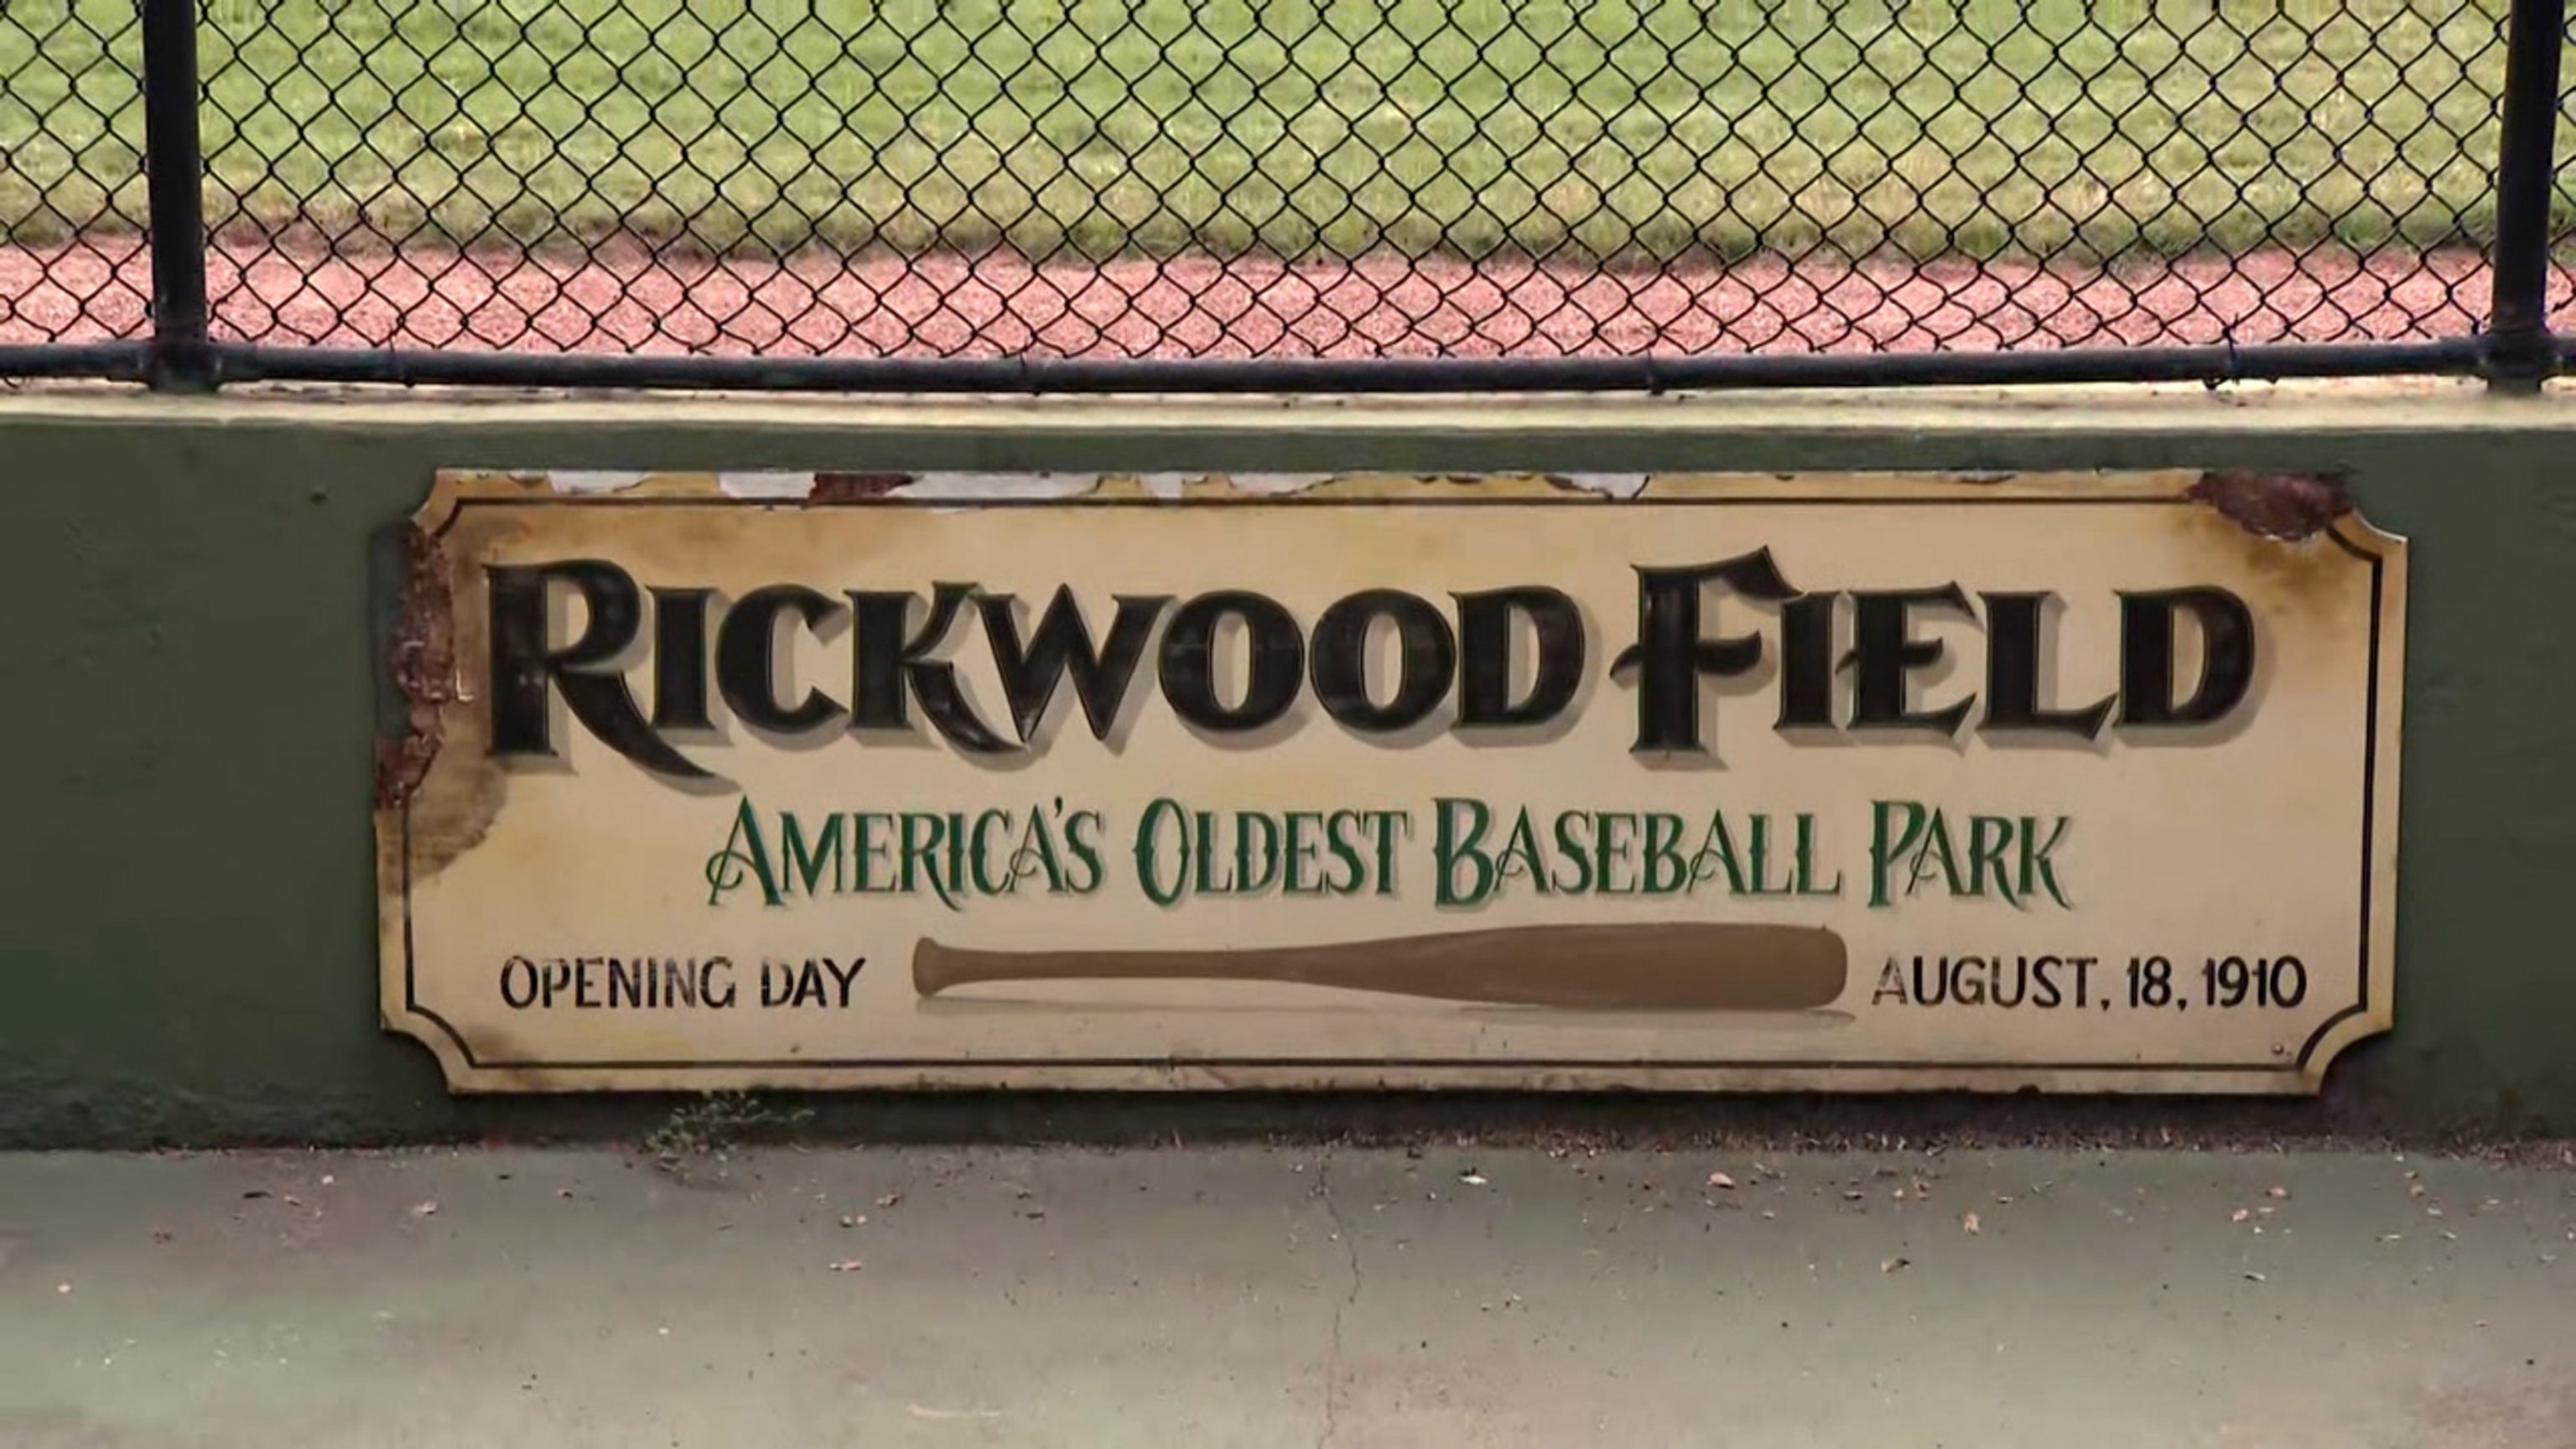 RICKWOOD FIELD
AMERICA'S OLDEST BASEBALL PARK
OPENING DAY AUGUST, 18, 1910